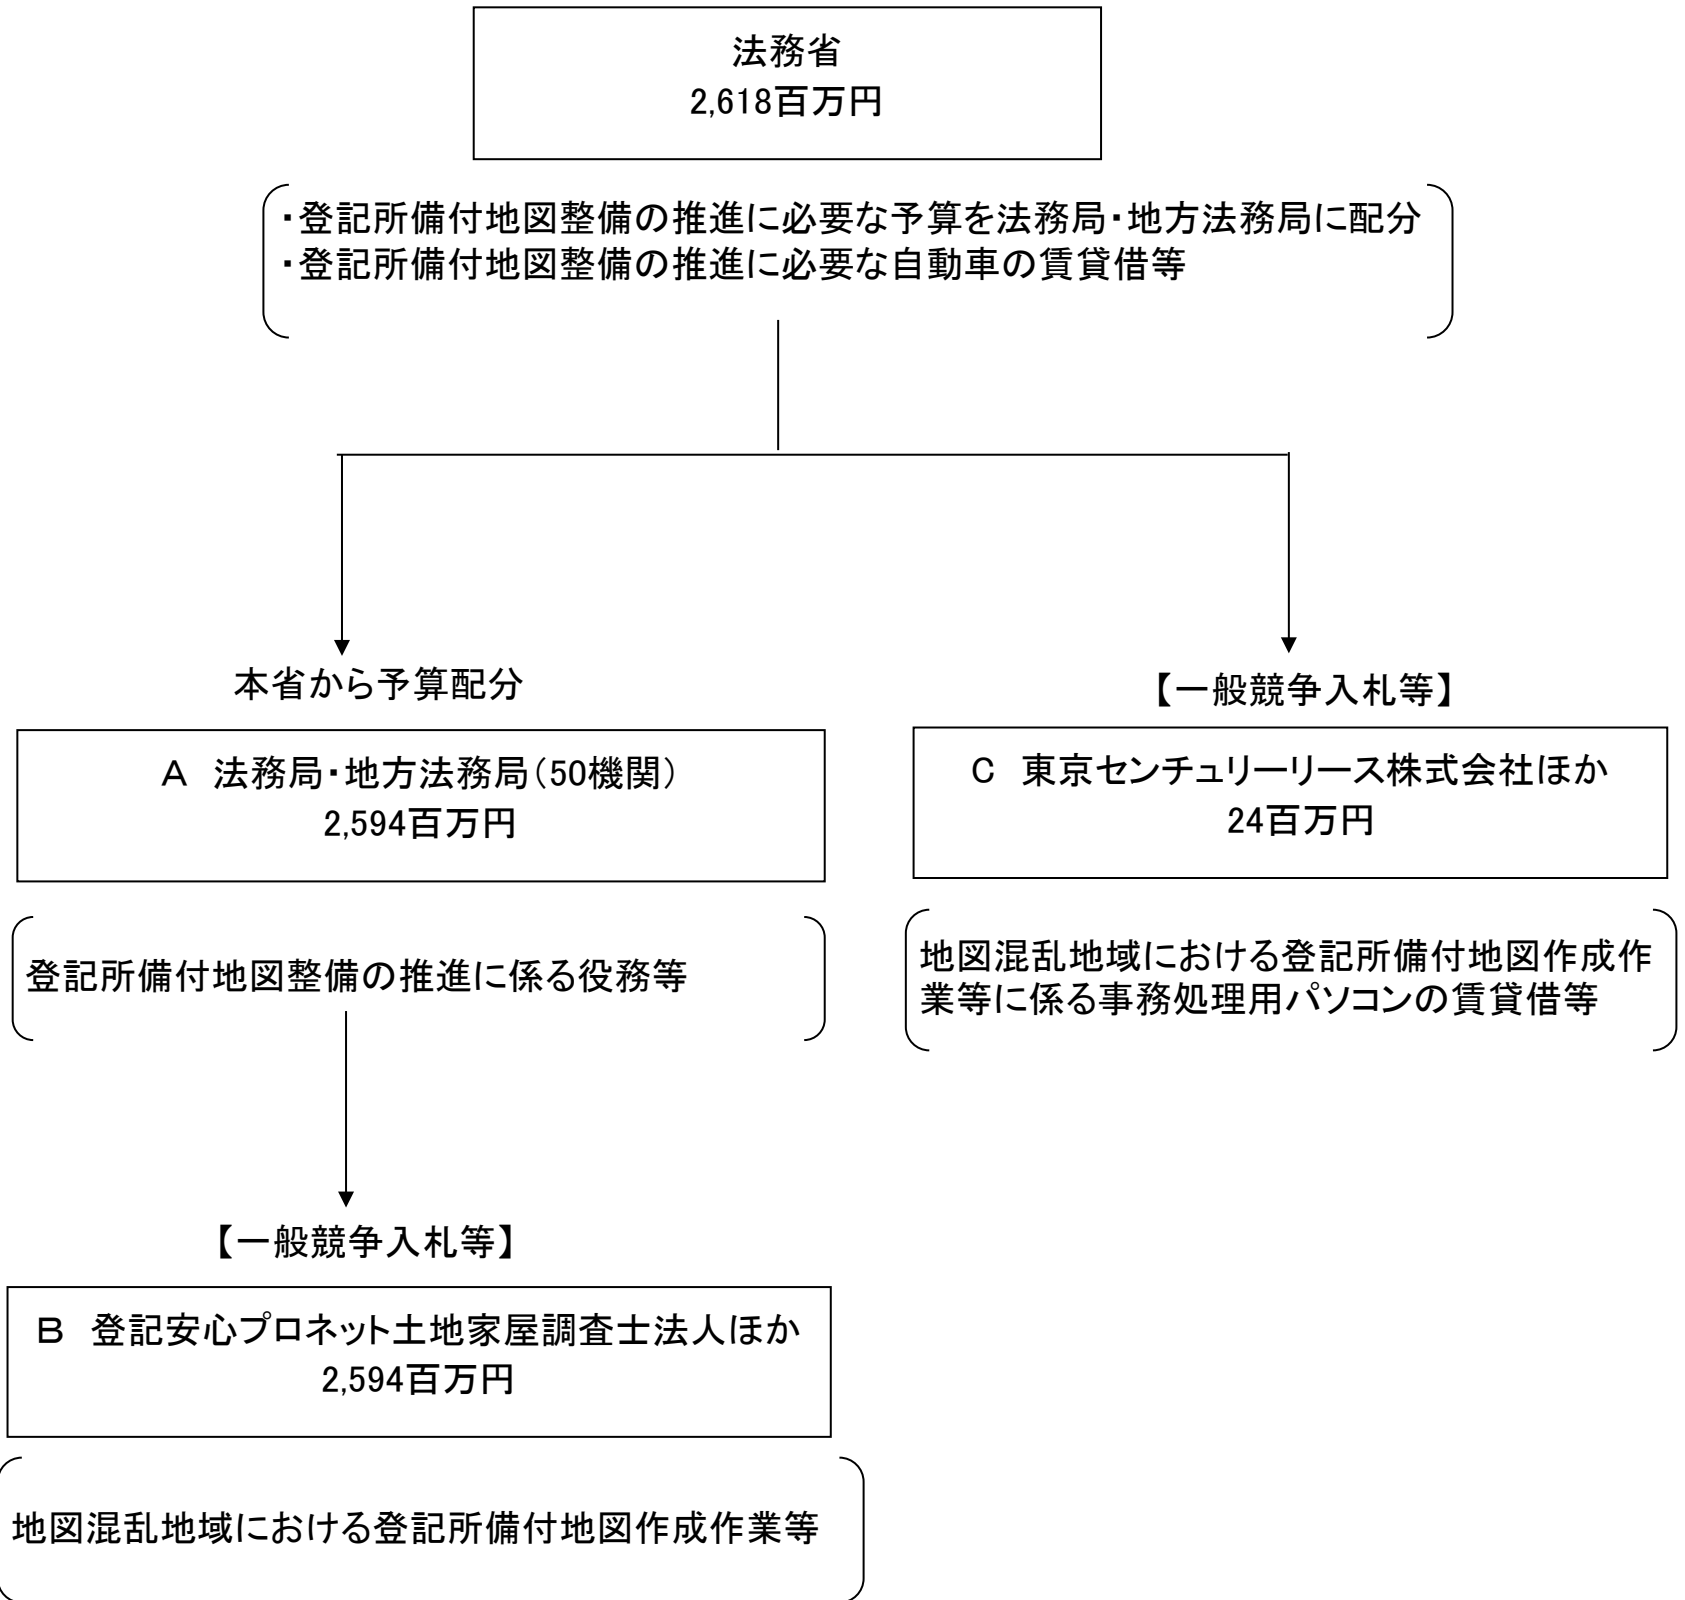 法務省
2,618百万円
・登記所備付地図整備の推進に必要な予算を法務局・地方法務局に配分
・登記所備付地図整備の推進に必要な自動車の賃貸借等
本省から予算配分
A　法務局・地方法務局（50機関）
2,594百万円
登記所備付地図整備の推進に係る役務等
【一般競争入札等】
C　東京センチュリーリース株式会社ほか
24百万円
地図混乱地域における登記所備付地図作成作
業等に係る事務処理用パソコンの賃貸借等
【一般競争入札等】
B　登記安心プロネット土地家屋調査士法人ほか
2,594百万円
地図混乱地域における登記所備付地図作成作業等